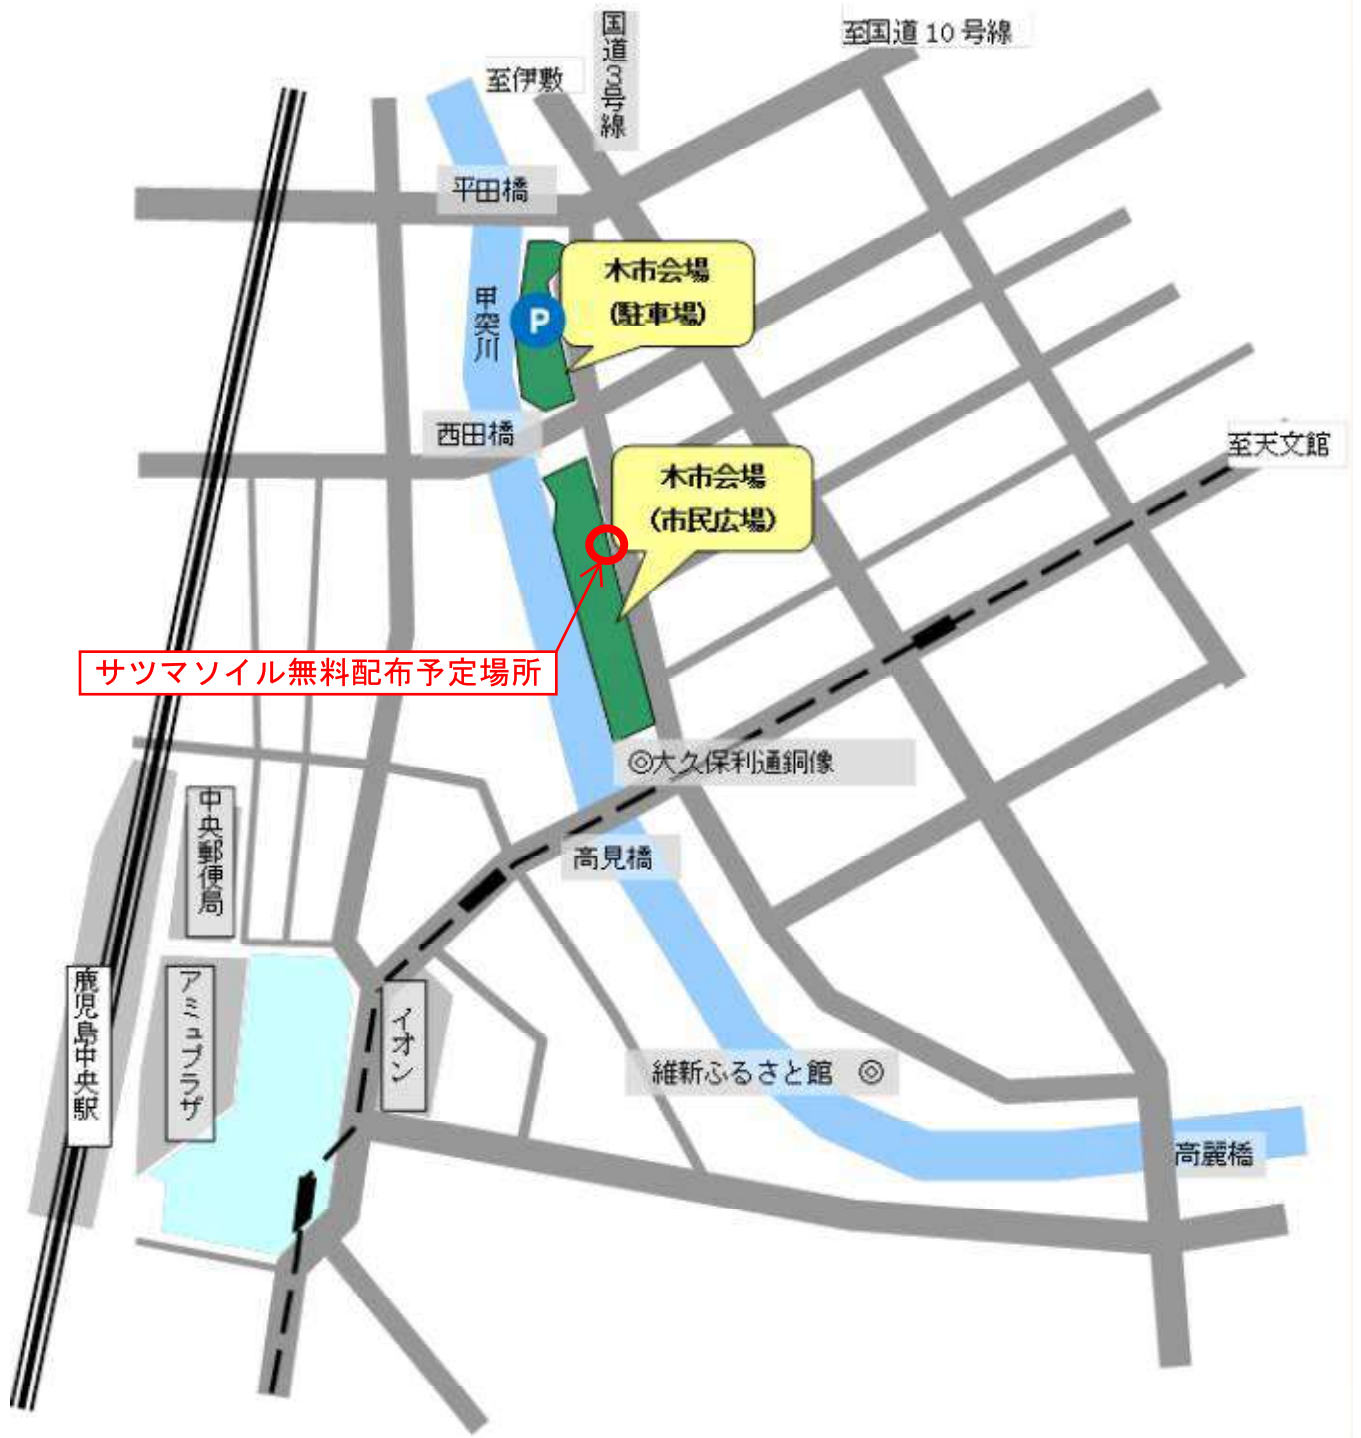 国道3号線
至国道10号線
至伊敷
平田橋
木市会場
(駐車場)
P
甲突川
西田橋
至天文館
木市会場
(市民広場)
サツマソイル無料配布予定場所
◎大久保利通銅像
中央郵便局
高見橋
鹿児島中央駅
アミュプラザ
イオン
維新ふるさと館 ◎
高麗橋